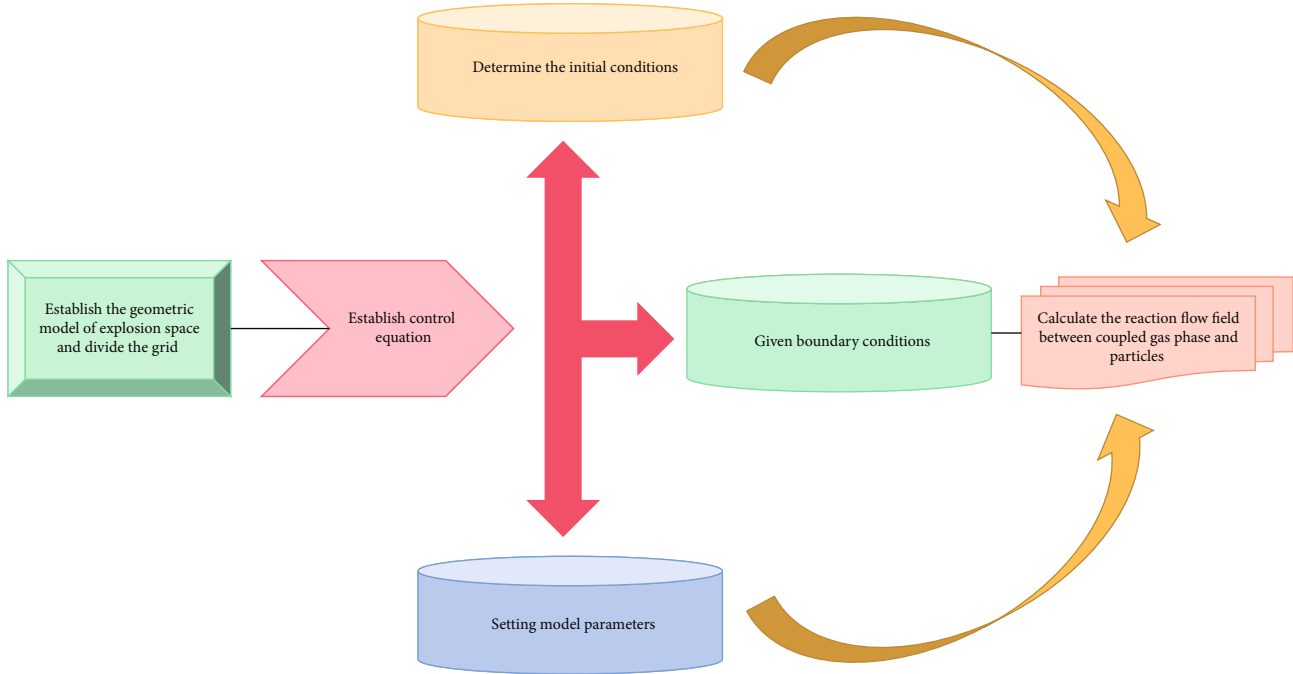 Determine the initial conditions
Establish the geometric
model of explosion space
and divide the grid
Establish control
equation
Given boundary conditions
Calculate the reaction flow field
between coupled gas phase and
particles
Setting model parameters